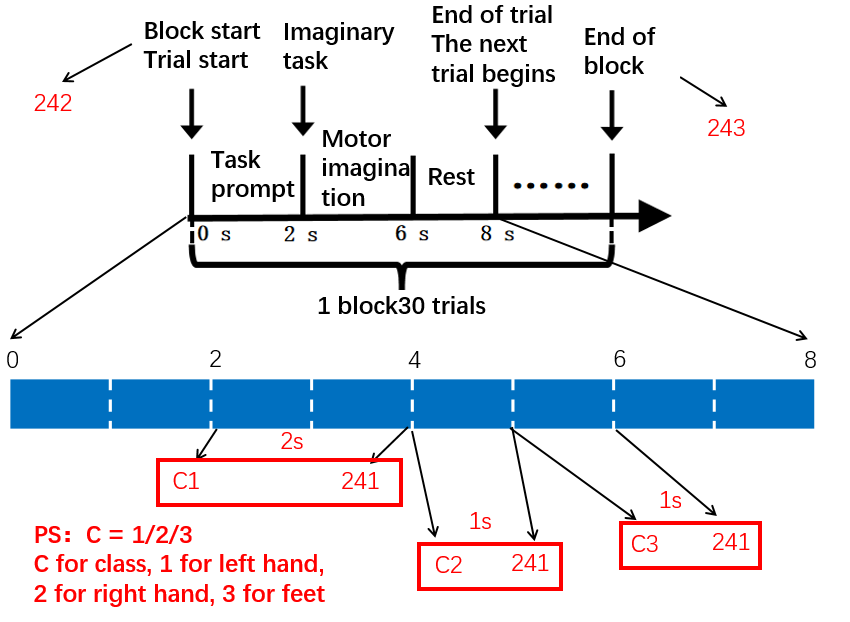 Block start
Trial start
Imaginary
task
End of trial
The next
trial begins
End of
block
242
243
Task
prompt
Motor
imagina
tion
Rest
......
0 s
2 s
6 s
8 s
1 block30 trials
0
2
4
6
8
2s
C1
241
1s
C2
241
1s
C3
241
PS: C = 1/2/3
C for class, 1 for left hand,
2 for right hand, 3 for feet